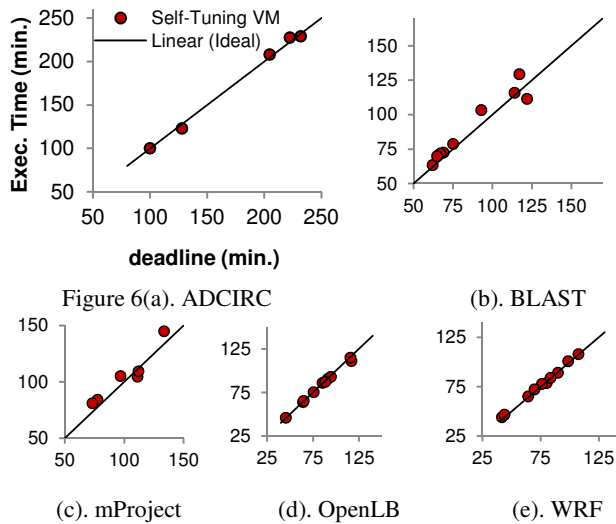 Self-Tuning VM
Linear (Ideal)
Exec. Time (min.)
250
200
150
100
50
50 100 150 200 250
deadline (min.)
150
125
100
75
50
50 75 100 125 150
Figure 6(a). ADCIRC (b). BLAST
150
100
50
50 100 150
125
75
25
25 75 125
125
75
25
25 75 125
(c). mProject (d). OpenLB (e). WRF